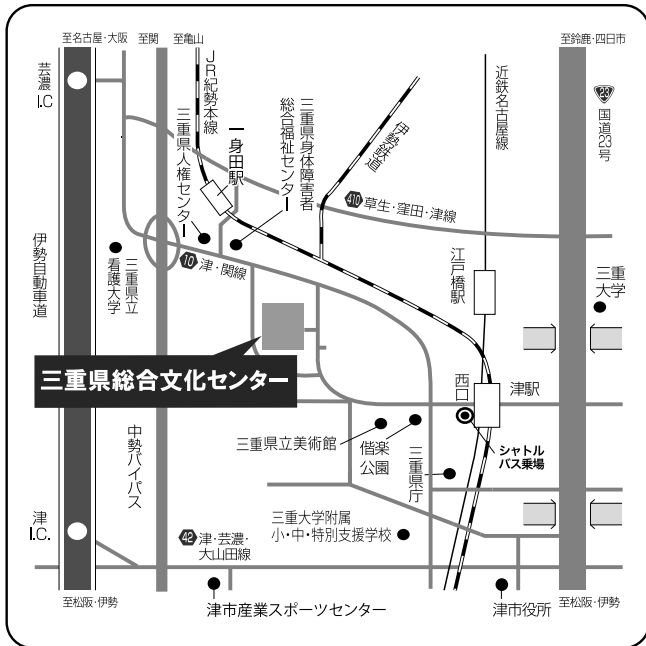 至名古屋・大阪
至関
至亀山
至鈴鹿・四日市
芸濃
I.C
JR紀勢本線
三重県人権センター
一身田駅
三重県身体障害者
総合福祉センター
伊勢鉄道
近鉄名古屋線
23
国道23号
410 草生・窪田・津線
伊勢自動車道
三重県立
看護大学
10 津・関線
江戸橋駅
三重
大学
三重県総合文化センター
西口
津駅
シャトル
バス乗場
中勢バイパス
三重県立美術館
偕楽
公園
三重県庁
津
I.C.
42 津・芸濃・
大山田線
三重大学附属
小・中・特別支援学校
至松阪・伊勢
津市産業スポーツセンター
津市役所
至松阪・伊勢